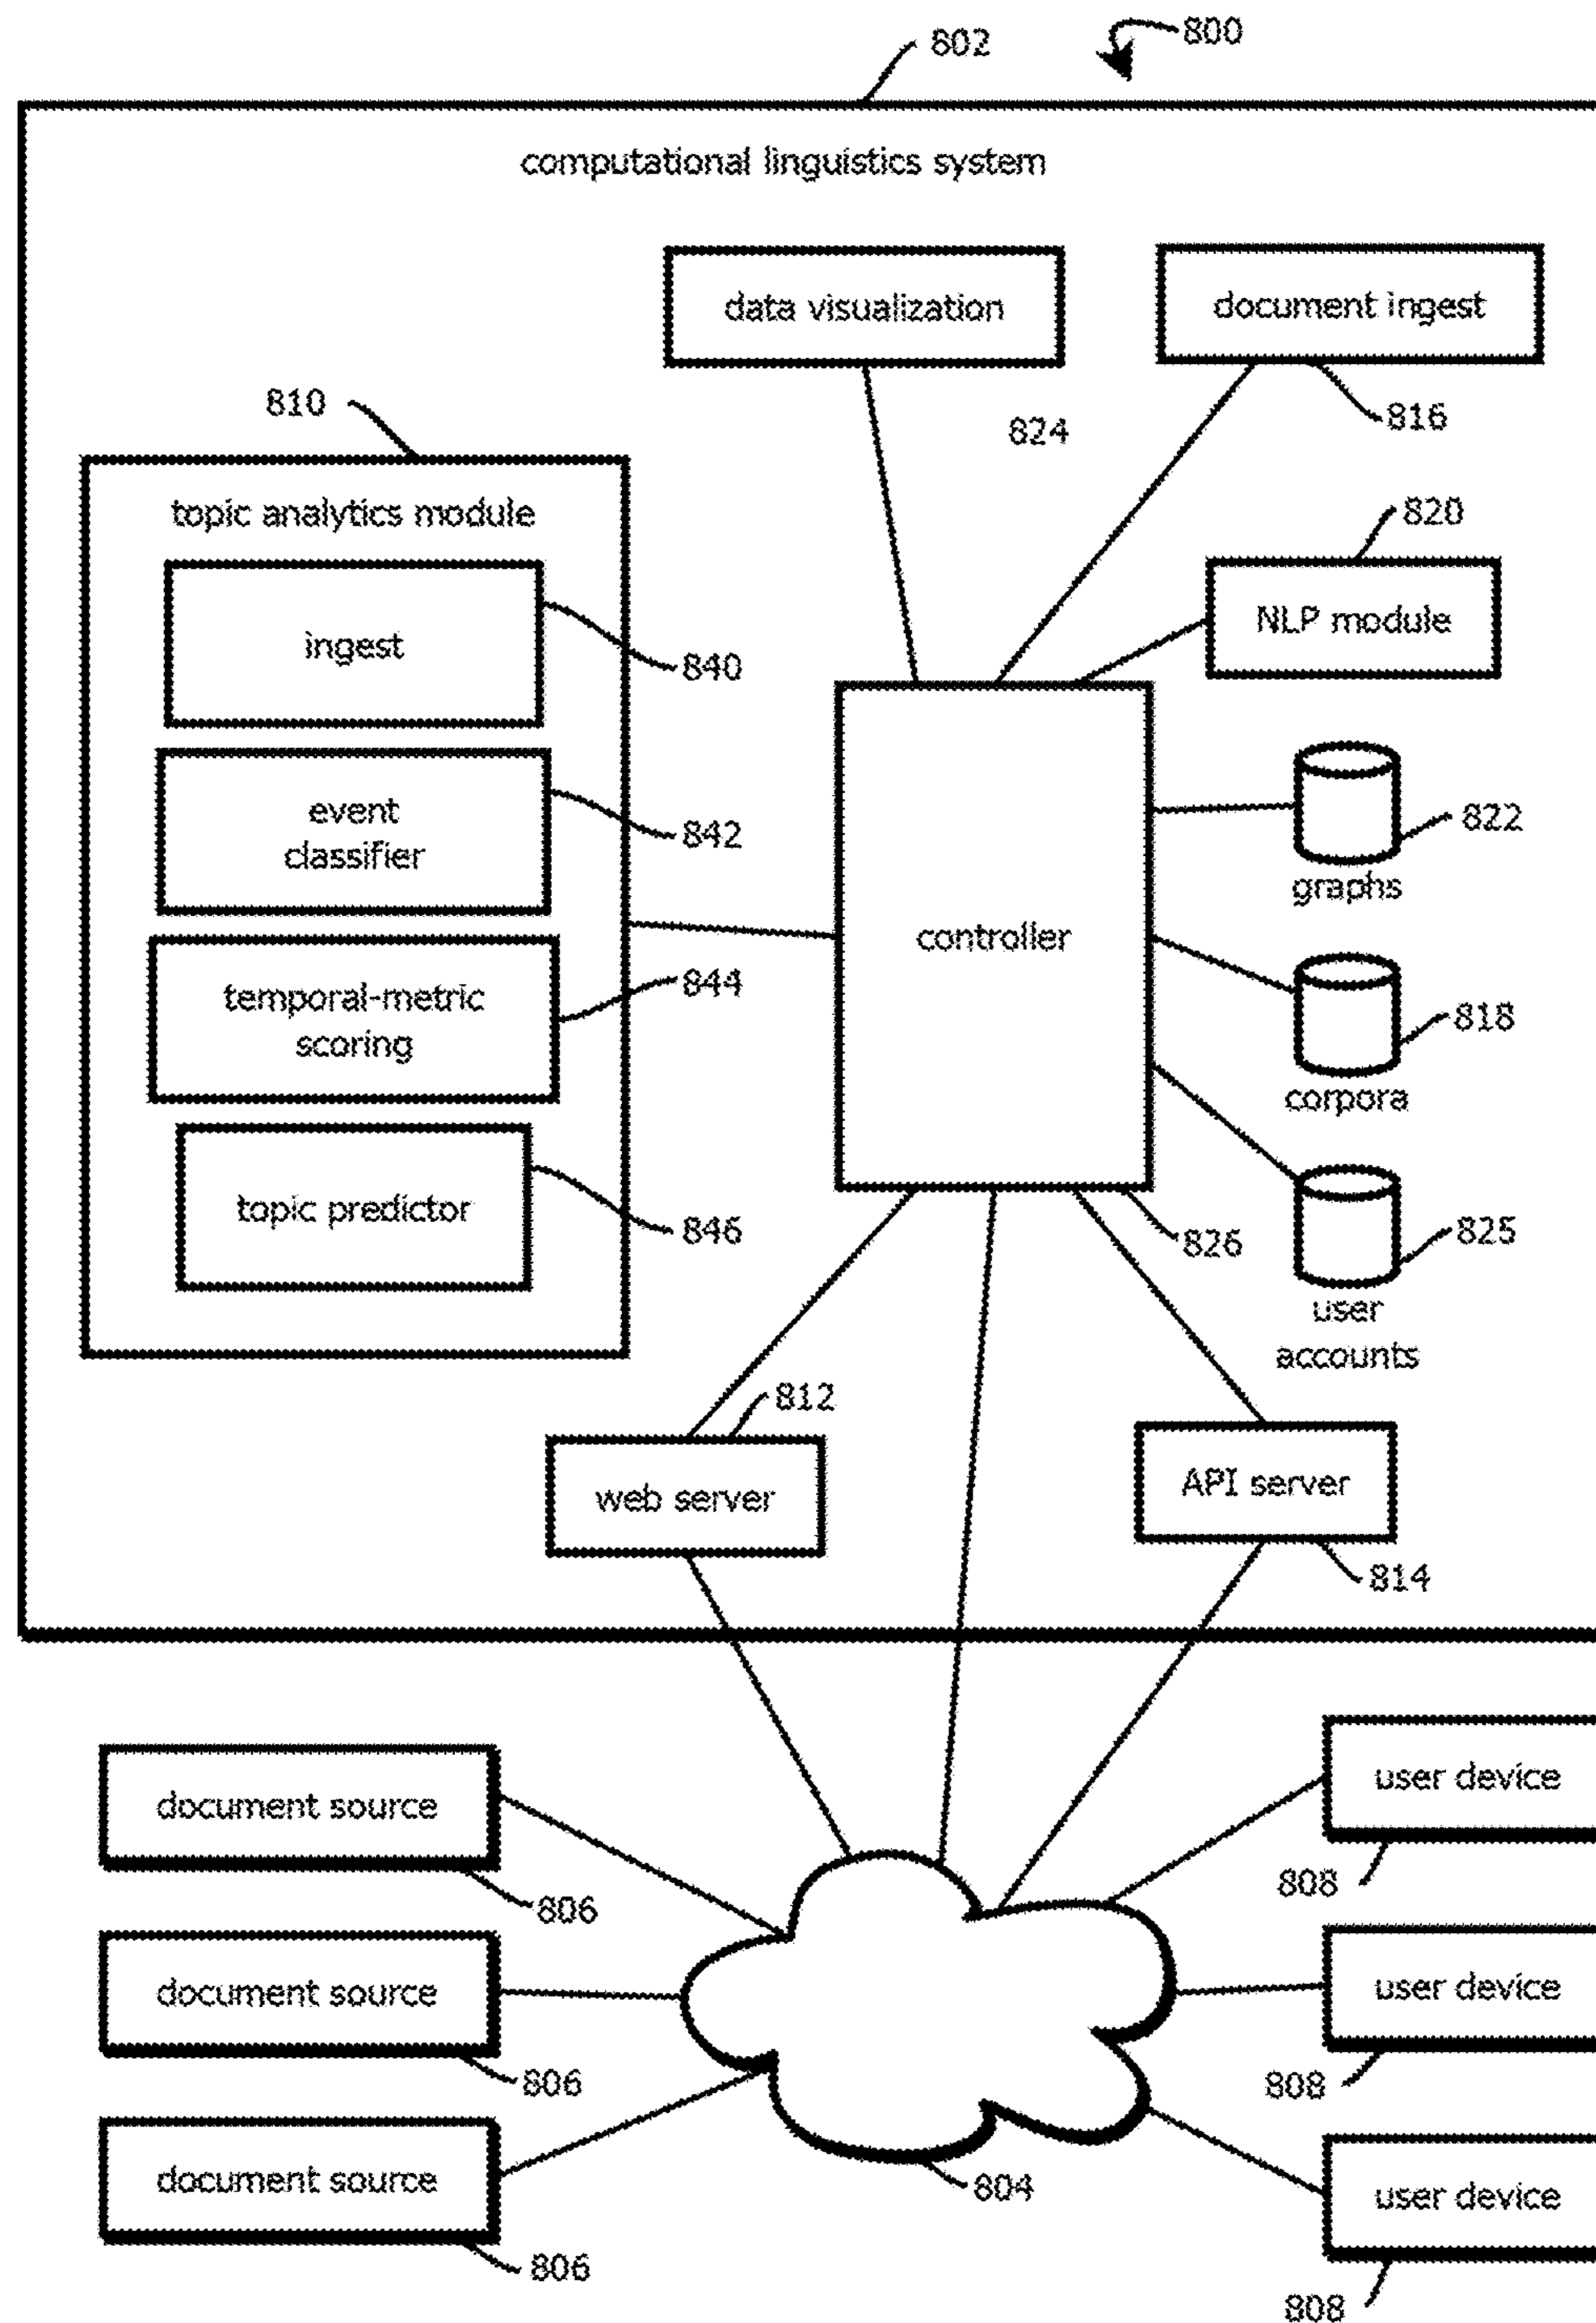 802
800
computational linguistics system
data visualization
document ingest
810
824
816
topic analytics module
820
NLP module
ingest
840
event
classifier
842
822
graphs
controller
temporal-metric
scoring
844
818
corpora
topic predictor
846
826
825
user
accounts
812
web server
API server
814
document source
user device
806
808
document source
user device
806
808
document source
804
user device
806
808